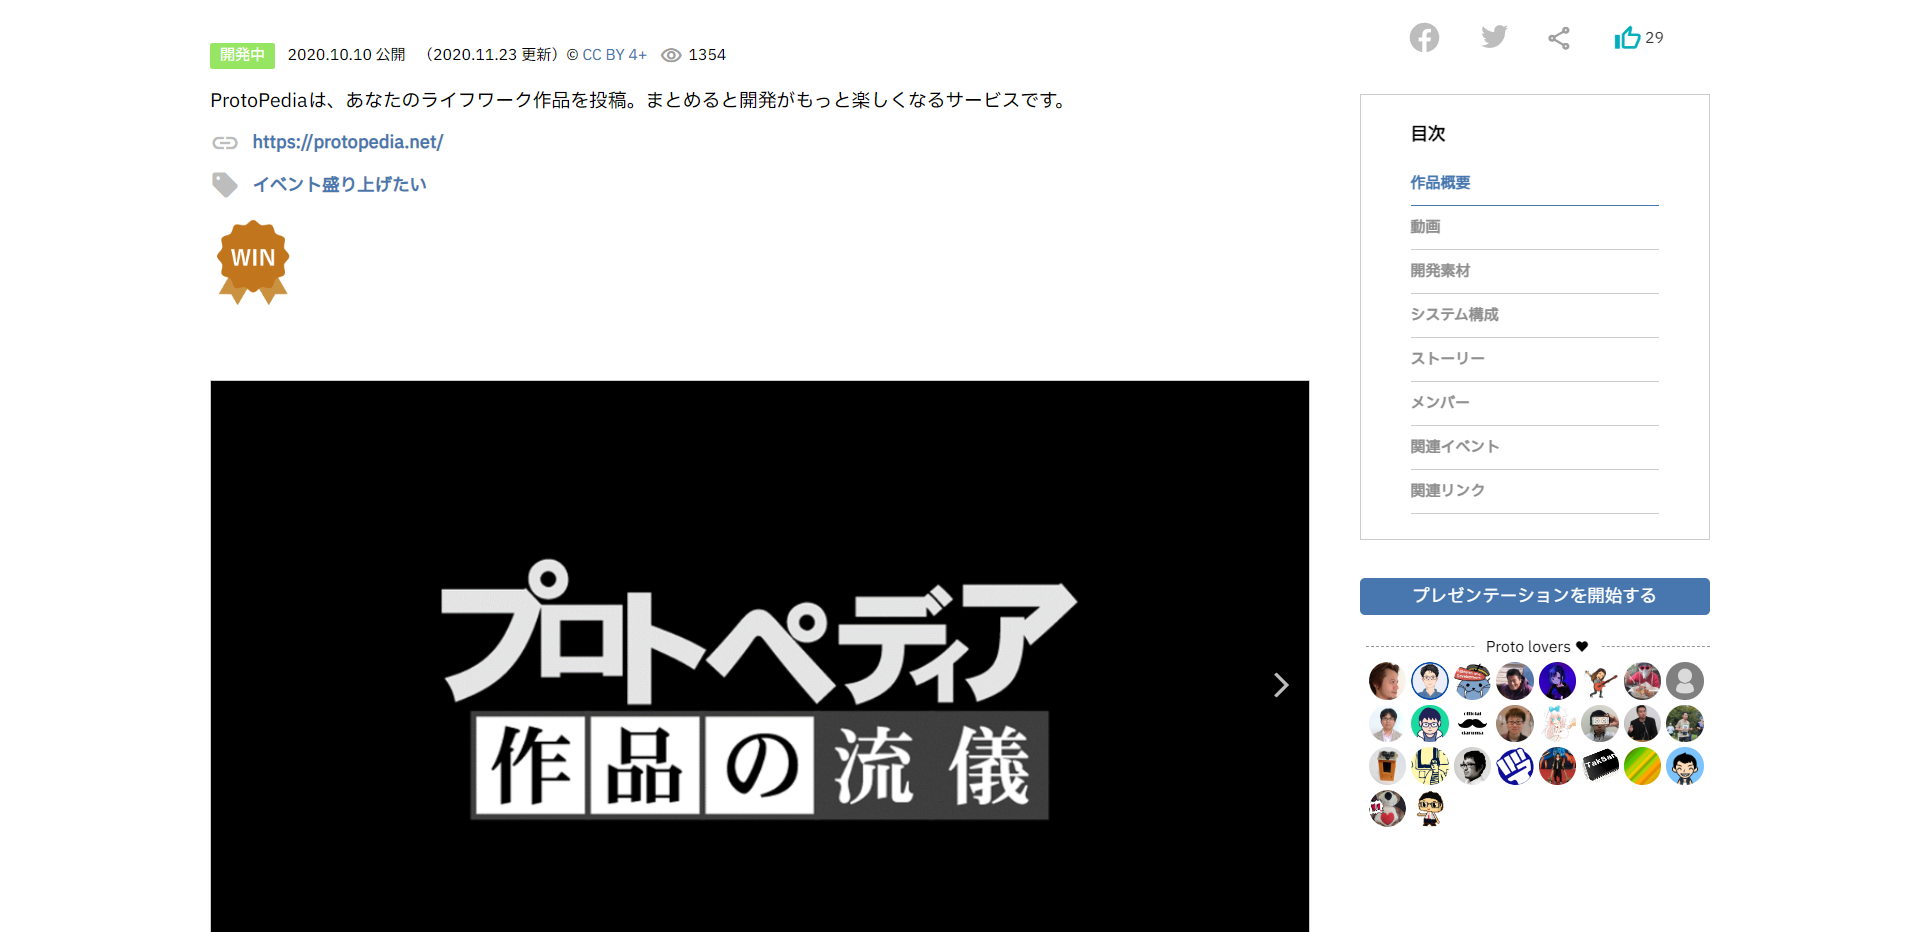 開発中 2020.10.10 公開 （2020.11.23 更新）© CC BY 4+ 1354
ProtoPediaは、あなたのライフワーク作品を投稿。まとめると開発がもっと楽しくなるサービスです。
https://protopedia.net/
イベント盛り上げたい
WIN
プロトペディア
作品の流儀
29
目次
作品概要
動画
開発素材
システム構成
ストーリー
メンバー
関連イベント
関連リンク
プレゼンテーションを開始する
Proto lovers ♥
official
daruma
TakSan